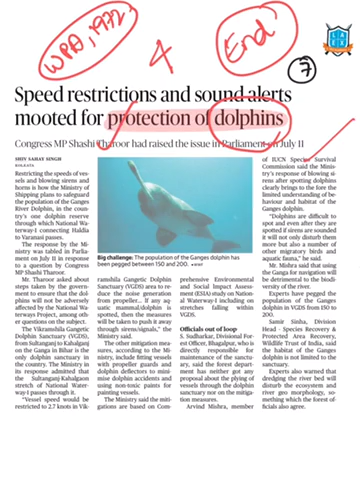 WPA, 1972
4
End
7
Speed restrictions and sound alerts
mooted for protection of dolphins
Congress MP Shashi Tharoor had raised the issue in Parliament on July 11
SHIV SAHAY SINGH
KOLKATA
Restricting the speeds of ves-
sels and blowing sirens and
horns is how the Ministry of
Shipping plans to safeguard
the population of the Ganges
River Dolphin, in the coun-
try's one dolphin reserve
through which National Wa-
terway-1 connecting Haldia
to Varanasi passes.
The response by the Mi-
nistry was tabled in Parlia-
ment on July 11 in response
to a question by Congress
MP Shashi Tharoor.
Mr. Tharoor asked about
steps taken by the govern-
ment to ensure that the dol-
phins will not be adversely
affected by the National Wa-
terways Project, among oth-
er questions on the subject.
The Vikramshila Gangetic
Dolphin Sanctuary (VGDS),
from Sultanganj to Kahalganj
on the Ganga in Bihar is the
only dolphin sanctuary in
the country. The Ministry in
its response admitted that
the Sultanganj-Kahalgaon
stretch of National Water-
way-1 passes through it.
"Vessel speed would be
restricted to 2.7 knots in Vik-
Big challenge: The population of the Ganges dolphin has
been pegged between 150 and 200.
ramshila Gangetic Dolphin
Sanctuary (VGDS) area to re-
duce the noise generation
from propeller... If any aq-
uatic mammal/dolphin is
spotted, then the measures
will be taken to push it away
through sirens/signals," the
Ministry said.
The other mitigation mea-
sures, according to the Mi-
nistry, include fitting vessels
with propeller guards and
dolphin deflectors to mini-
mise dolphin accidents and
using non-toxic paints for
painting vessels.
The Ministry said the miti-
gations are based on Com-
prehensive Environmental
and Social Impact Assess-
ment (ESIA) study on Nation-
al Waterway-1 including on
stretches falling within
VGDS.
Officials out of loop
S. Sudharkar, Divisional For-
est Officer, Bhagalpur, who is
directly responsible for
maintenance of the sanctu-
ary, said the forest depart-
ment has neither got any
proposal about the plying of
vessels through the dolphin
sanctuary nor on the mitiga-
tion measures.
Arvind Mishra, member
of IUCN Species Survival
Commission said the Minis-
try's response of blowing si-
rens after spotting dolphins
clearly brings to the fore the
limited understanding of be-
haviour and habitat of the
Ganges dolphin.
"Dolphins are difficult to
spot and even after they are
spotted if sirens are sounded
it will not only disturb them
more but also a number of
other migratory birds and
aquatic fauna," he said.
Mr. Mishra said that using
the Ganga for navigation will
be detrimental to the biodi-
versity of the river.
Experts have pegged the
population of the Ganges
dolphin in VGDS from 150 to
200.
Samir Sinha, Division
Head - Species Recovery &
Protected Area Recovery,
Wildlife Trust of India, said
the habitat of the Ganges
dolphin is not limited to the
sanctuary.
Experts also warned that
dredging the river bed will
disturb the ecosystem and
river geo morphology, so-
mething which the forest of-
ficials also agree.